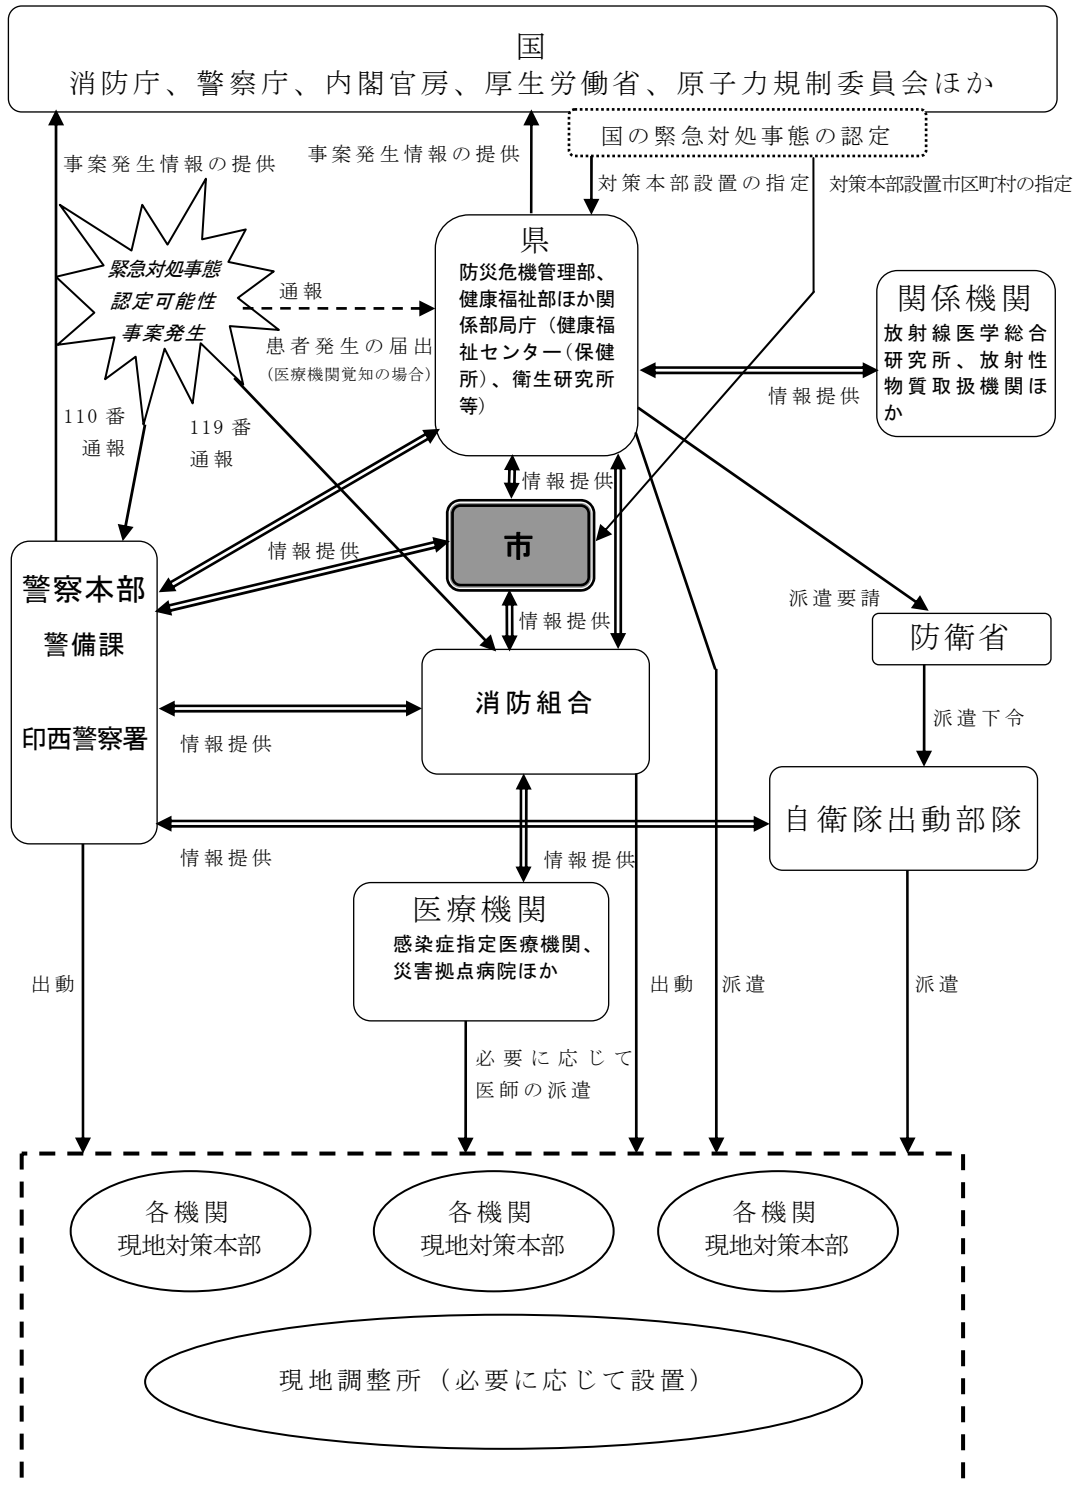 国
消防庁、警察庁、内閣官房、厚生労働省、原子力規制委員会ほか
国の緊急対処事態の認定
事案発生情報の提供
事案発生情報の提供
対策本部設置の指定
対策本部設置市区町村の指定
緊急対処事態
認定可能性
事案発生
通報
患者発生の届出
(医療機関覚知の場合)
県
防災危機管理部、
健康福祉部ほか関
係部局庁（健康福
祉センター（保健
所）、衛生研究所
等）
関係機関
放射線医学総合
研究所、放射性
物質取扱機関ほ
か
情報提供
110番
通報
119番
通報
情報提供
市
情報提供
情報提供
派遣要請
警察本部
警備課
印西警察署
消防組合
情報提供
防衛省
派遣下令
自衛隊出動部隊
情報提供
情報提供
医療機関
感染症指定医療機関、
災害拠点病院ほか
出動
出動
派遣
派遣
必要に応じて
医師の派遣
各機関
現地対策本部
各機関
現地対策本部
各機関
現地対策本部
現地調整所（必要に応じて設置）